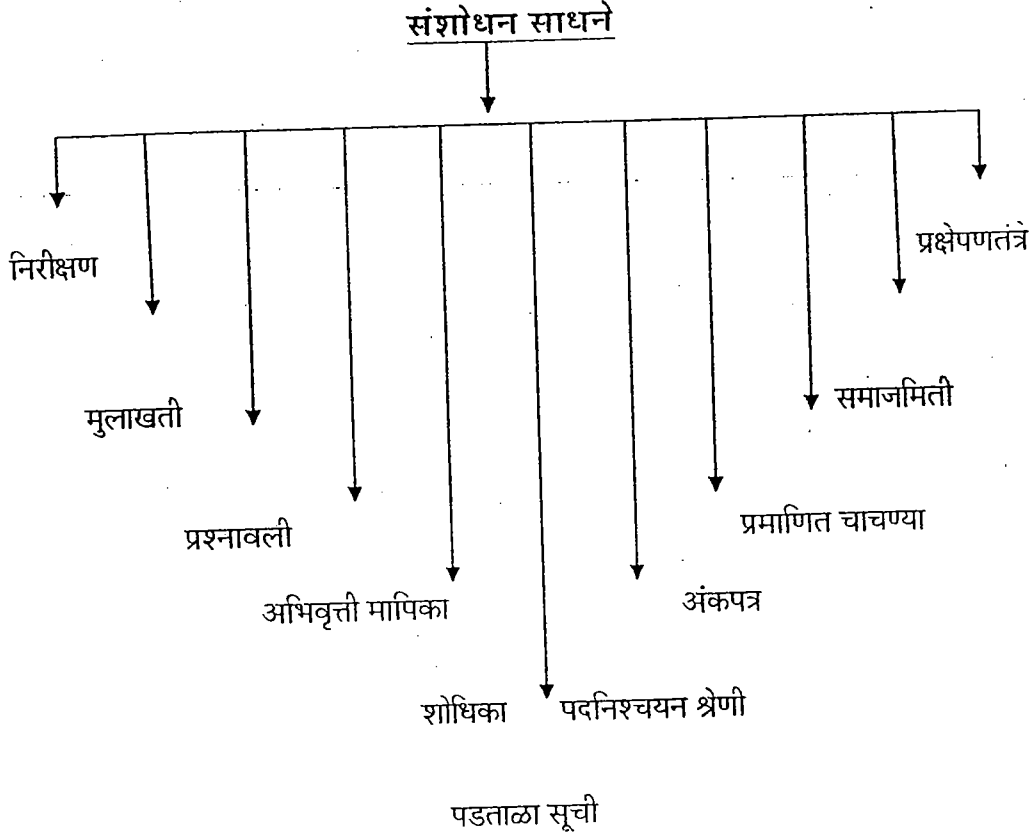 संशोधन साधने
निरीक्षण
प्रक्षेपणतंत्रे
मुलाखती
समाजमिती
प्रश्नावली
प्रमाणित चाचण्या
अभिवृत्ती मापिका
अंकपत्र
शोधिका पदनिश्चयन श्रेणी
पडताळा सूची